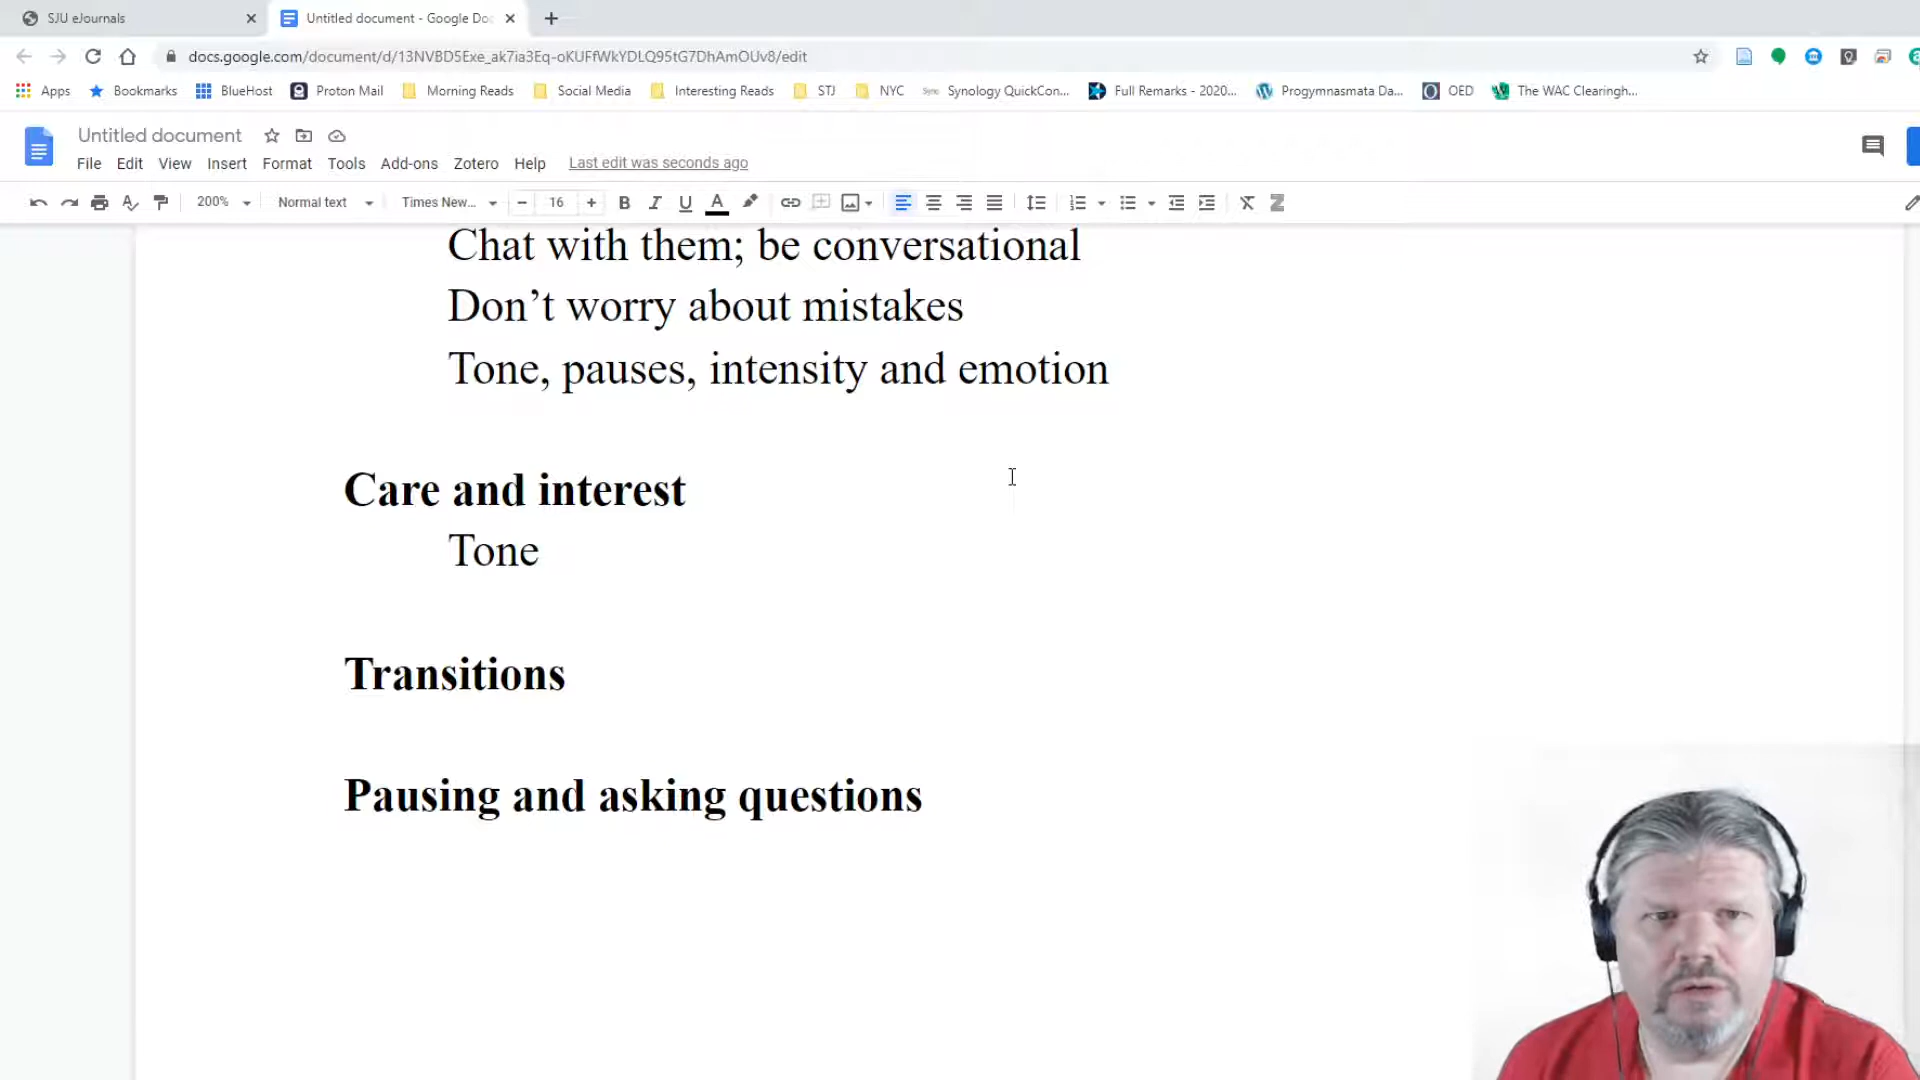 SJU eJournals
Untitled document - Google Doc
docs.google.com/document/d/13NVBD5Exe_ak7ia3Eq-oKUFfWkYDLQ95tG7DhAmOUv8/edit
Apps Bookmarks BlueHost Proton Mail Morning Reads Social Media Interesting Reads STJ NYC Synology QuickCon... Full Remarks - 2020... Progymnasmata Da... OED The WAC Clearingh...
Untitled document
File Edit View Insert Format Tools Add-ons Zotero Help Last edit was seconds ago
200% Normal text Times New... 16 B I U A
Chat with them; be conversational
Don’t worry about mistakes
Tone, pauses, intensity and emotion
Care and interest
Tone
Transitions
Pausing and asking questions